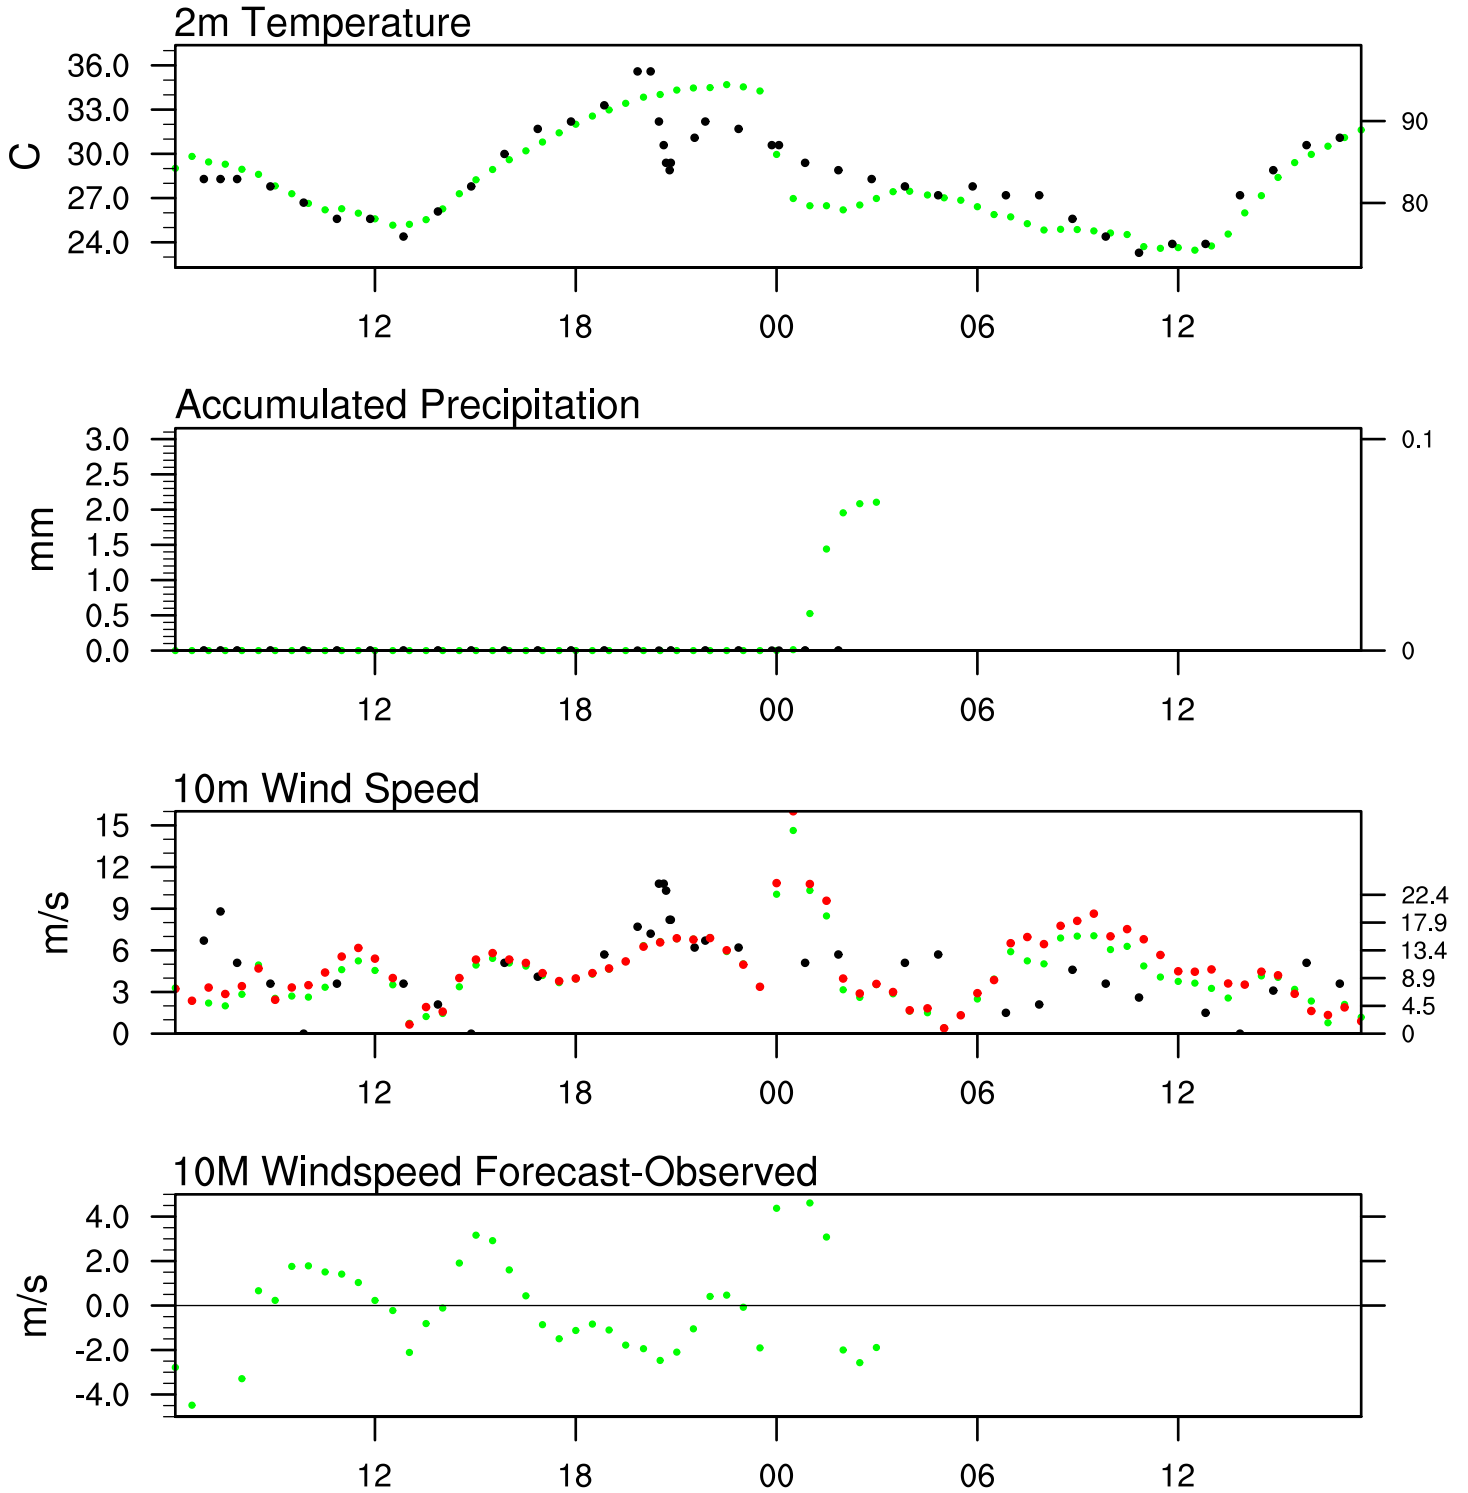 2m Temperature
36.0
33.0
30.0
27.0
24.0
C
90
80
12 18 00 06 12
Accumulated Precipitation
3.0
2.5
2.0
1.5
1.0
0.5
0.0
mm
0.1
0
12 18 00 06 12
10m Wind Speed
15
12
9
6
3
0
m/s
22.4
17.9
13.4
8.9
4.5
0
12 18 00 06 12
10M Windspeed Forecast-Observed
4.0
2.0
0.0
-2.0
-4.0
m/s
12 18 00 06 12